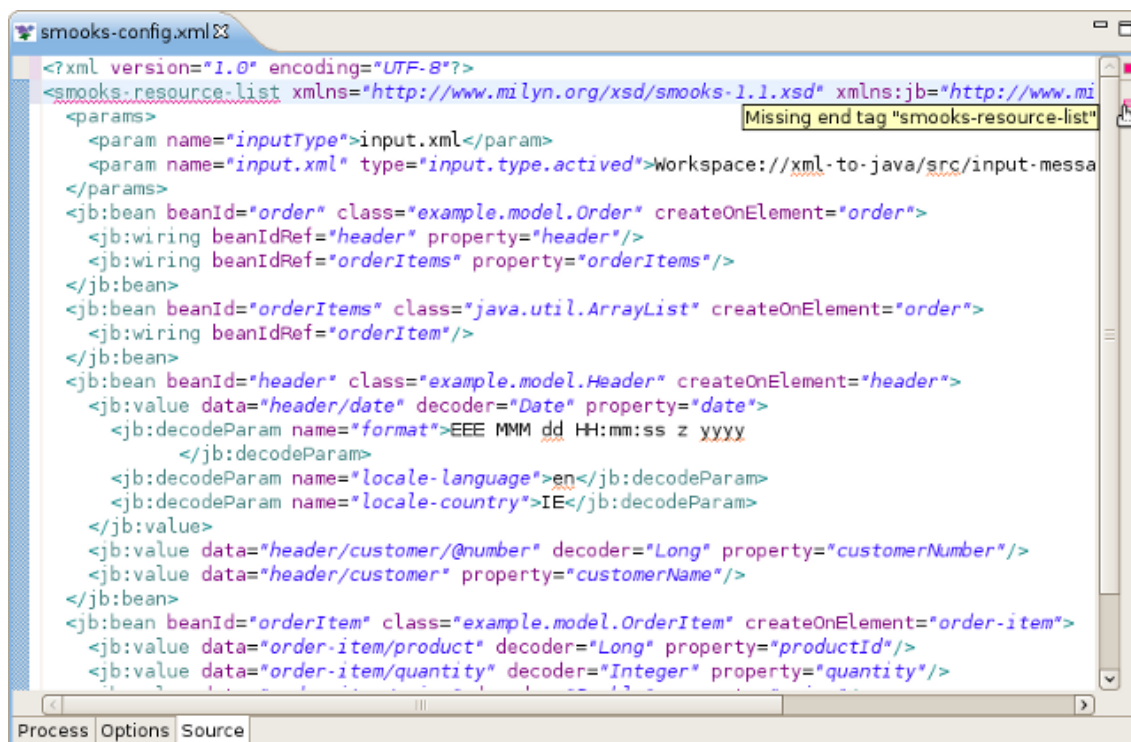 smooks-config.xml
<?xml version="1.0" encoding="UTF-8"?>
<smooks-resource-list xmlns="http://www.milyn.org/xsd/smooks-1.1.xsd" xmlns:jb="http://www.mi
Missing end tag "smooks-resource-list"
<params>
<param name="inputType">input.xml</param>
<param name="input.xml" type="input.type.actived">Workspace://xml-to-java/src/input-messa
</params>
<jb:bean beanId="order" class="example.model.Order" createOnElement="order">
<jb:wiring beanIdRef="header" property="header"/>
<jb:wiring beanIdRef="orderItems" property="orderItems"/>
</jb:bean>
<jb:bean beanId="orderItems" class="java.util.ArrayList" createOnElement="order">
<jb:wiring beanIdRef="orderItem"/>
</jb:bean>
<jb:bean beanId="header" class="example.model.Header" createOnElement="header">
<jb:value data="header/date" decoder="Date" property="date">
<jb:decodeParam name="format">EEE MMM dd HH:mm:ss z yyyy
</jb:decodeParam>
<jb:decodeParam name="locale-language">en</jb:decodeParam>
<jb:decodeParam name="locale-country">IE</jb:decodeParam>
</jb:value>
<jb:value data="header/customer/@number" decoder="Long" property="customerNumber"/>
<jb:value data="header/customer" property="customerName"/>
</jb:bean>
<jb:bean beanId="orderItem" class="example.model.OrderItem" createOnElement="order-item">
<jb:value data="order-item/product" decoder="Long" property="productId"/>
<jb:value data="order-item/quantity" decoder="Integer" property="quantity"/>
Process Options Source